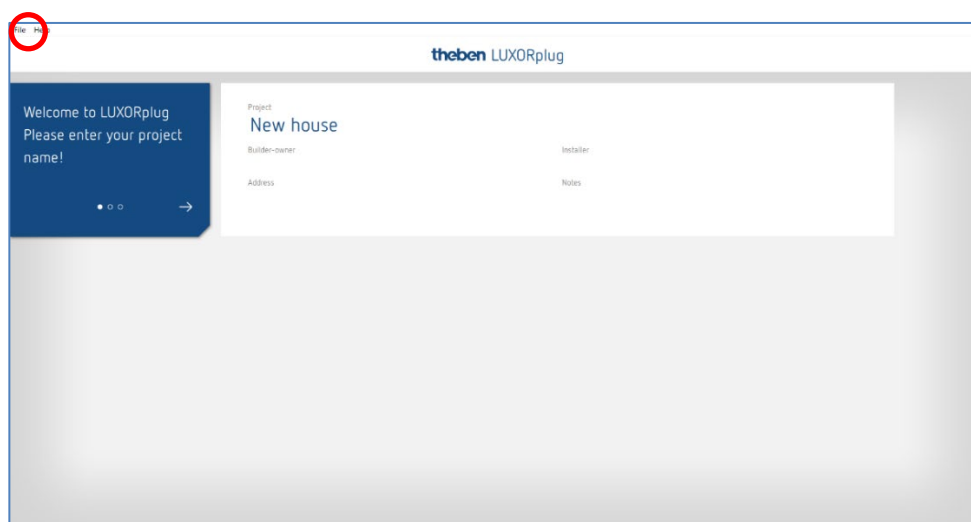 File Help
theben LUXORplug
Welcome to LUXORplug
Please enter your project
name!
Project
New house
Builder-owner
Installer
Address
Notes